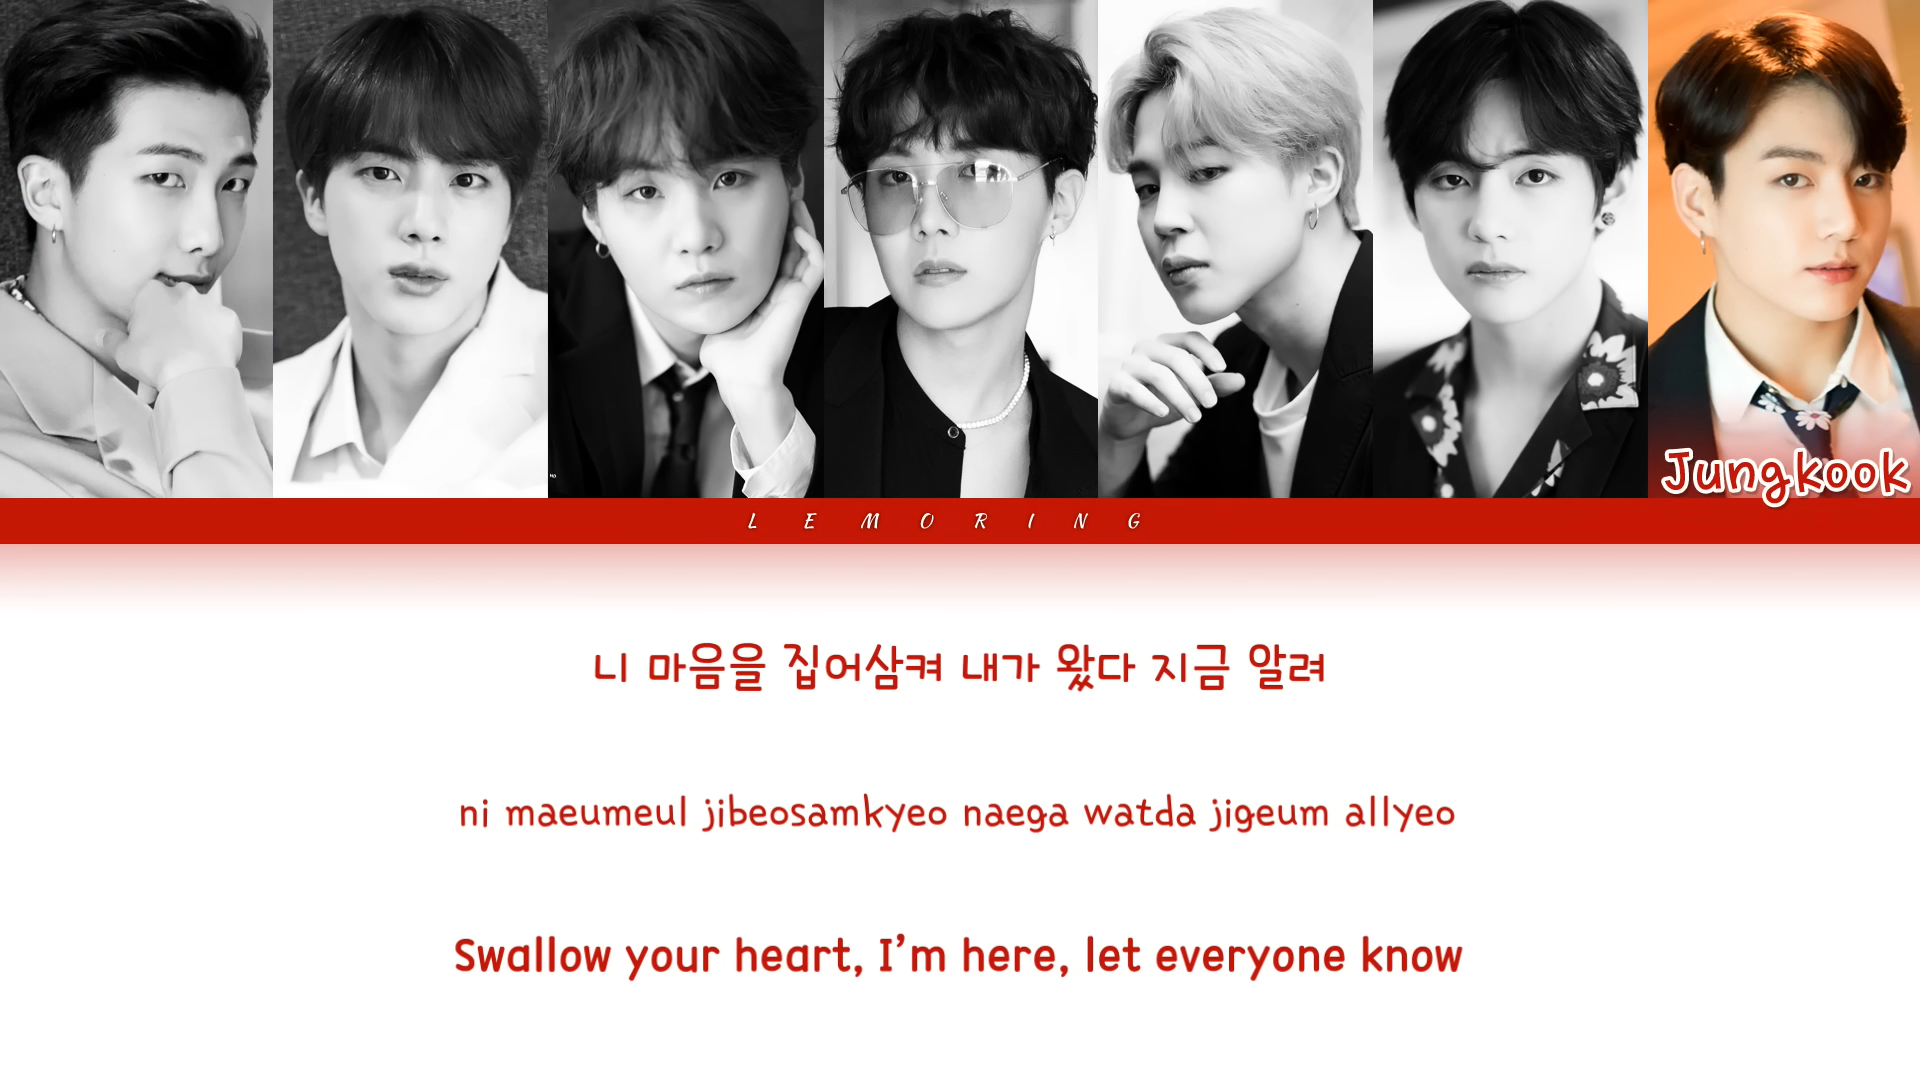 Jungkook
LEMORING
니 마음을 집어삼켜 내가 왔다 지금 알려
ni maeumeul jibeosamkyeo naega watda jigeum allyeo
Swallow your heart, I'm here, let everyone know